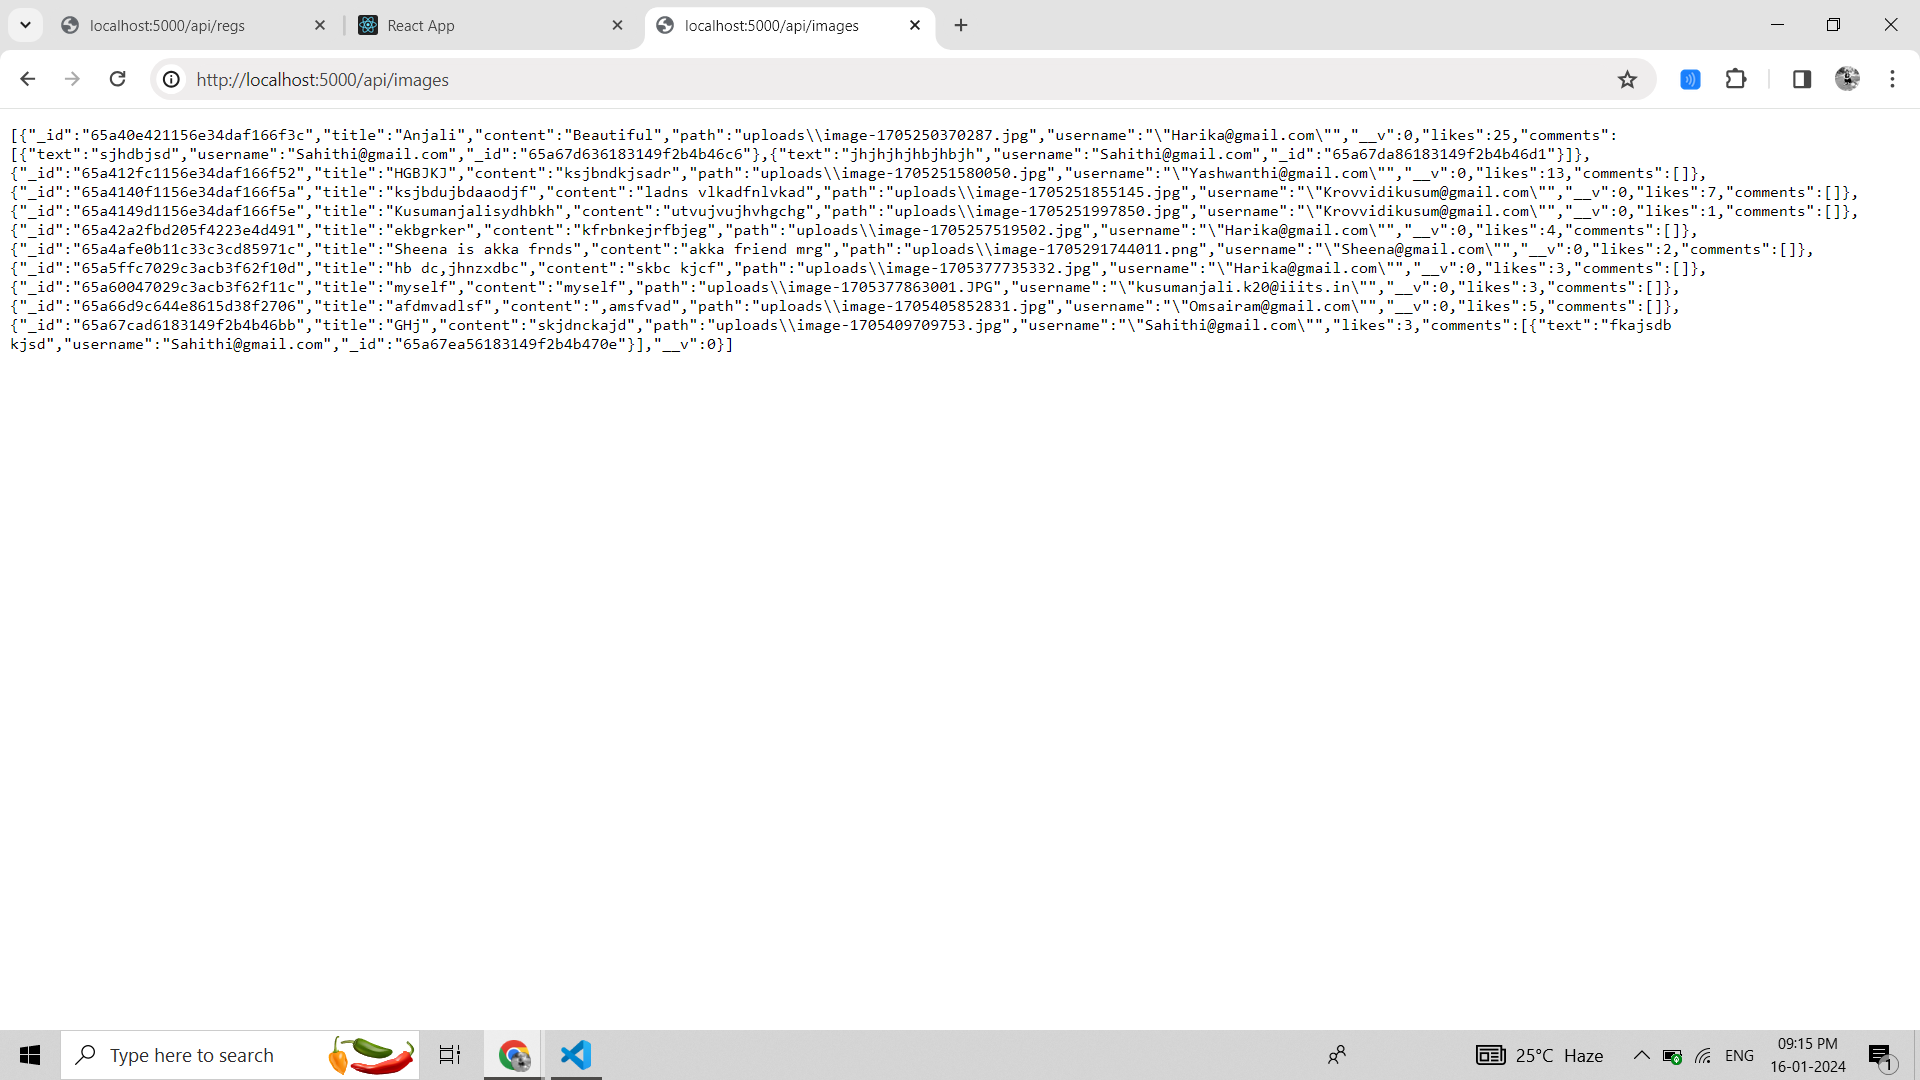 localhost:5000/api/regs
React App
localhost:5000/api/images
http://localhost:5000/api/images
[{"_id":"65a40e421156e34daf166f3c","title":"Anjali","content":"Beautiful","path":"uploads\\image-1705250370287.jpg","username":"\"Harika@gmail.com\"","__v":0,"likes":25,"comments":
[{"text":"sjhdbjsd","username":"Sahithi@gmail.com","_id":"65a67d636183149f2b4b46c6"},{"text":"jhjhjhjhbjhbjh","username":"Sahithi@gmail.com","_id":"65a67da86183149f2b4b46d1"}]},
{"_id":"65a412fc1156e34daf166f52","title":"HGBJKJ","content":"ksjbndkjsadr","path":"uploads\\image-1705251580050.jpg","username":"\"Yashwanthi@gmail.com\"","__v":0,"likes":13,"comments":[]},
{"_id":"65a4140f1156e34daf166f5a","title":"ksjbdujbdaaodjf","content":"ladns vlkadfnlvkad","path":"uploads\\image-1705251855145.jpg","username":"\"Krovvidikusum@gmail.com\"","__v":0,"likes":7,"comments":[]},
{"_id":"65a4149d1156e34daf166f5e","title":"Kusumanjalisydhbkh","content":"utvujvujhvhgchg","path":"uploads\\image-1705251997850.jpg","username":"\"Krovvidikusum@gmail.com\"","__v":0,"likes":1,"comments":[]},
{"_id":"65a42a2fbd205f4223e4d491","title":"ekbgrker","content":"kfrbnkejrfbjeg","path":"uploads\\image-1705257519502.jpg","username":"\"Harika@gmail.com\"","__v":0,"likes":4,"comments":[]},
{"_id":"65a4afe0b11c33c3cd85971c","title":"Sheena is akka frnds","content":"akka friend mrg","path":"uploads\\image-1705291744011.png","username":"\"Sheena@gmail.com\"","__v":0,"likes":2,"comments":[]},
{"_id":"65a5ffc7029c3acb3f62f10d","title":"hb dc,jhnzxdbc","content":"skbc kjcf","path":"uploads\\image-1705377735332.jpg","username":"\"Harika@gmail.com\"","__v":0,"likes":3,"comments":[]},
{"_id":"65a60047029c3acb3f62f11c","title":"myself","content":"myself","path":"uploads\\image-1705377863001.JPG","username":"\"kusumanjali.k20@iiits.in\"","__v":0,"likes":3,"comments":[]},
{"_id":"65a66d9c644e8615d38f2706","title":"afdmvadlsf","content":",amsfvad","path":"uploads\\image-1705405852831.jpg","username":"\"Omsairam@gmail.com\"","__v":0,"likes":5,"comments":[]},
{"_id":"65a67cad6183149f2b4b46bb","title":"GHj","content":"skjdnckajd","path":"uploads\\image-1705409709753.jpg","username":"\"Sahithi@gmail.com\"","likes":3,"comments":[{"text":"fkajsdb
kjsd","username":"Sahithi@gmail.com","_id":"65a67ea56183149f2b4b470e"}],"__v":0}]
Type here to search
25°C Haze
ENG
09:15 PM
16-01-2024
1